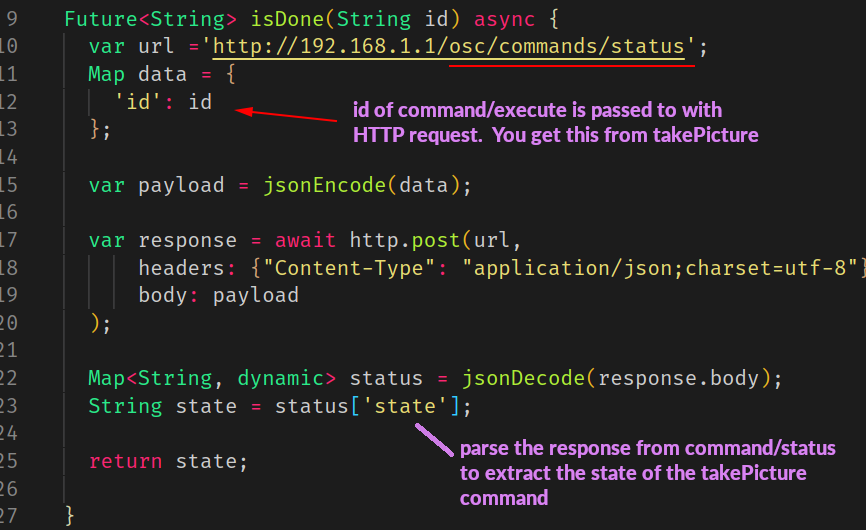 9 Future<String> isDone(String id) async {
10 var url ='http://192.168.1.1/osc/commands/status';
11 Map data = {
12 'id': id
id of command/execute is passed to with
HTTP request. You get this from takePicture
13 };
14
15 var payload = jsonEncode(data);
16
17 var response = await http.post(url,
18 headers: {"Content-Type": "application/json;charset=utf-8"}
19 body: payload
20 );
21
22 Map<String, dynamic> status = jsonDecode(response.body);
23 String state = status['state'];
24
parse the response from command/status
to extract the state of the takePicture
command
25 return state;
26
27 }